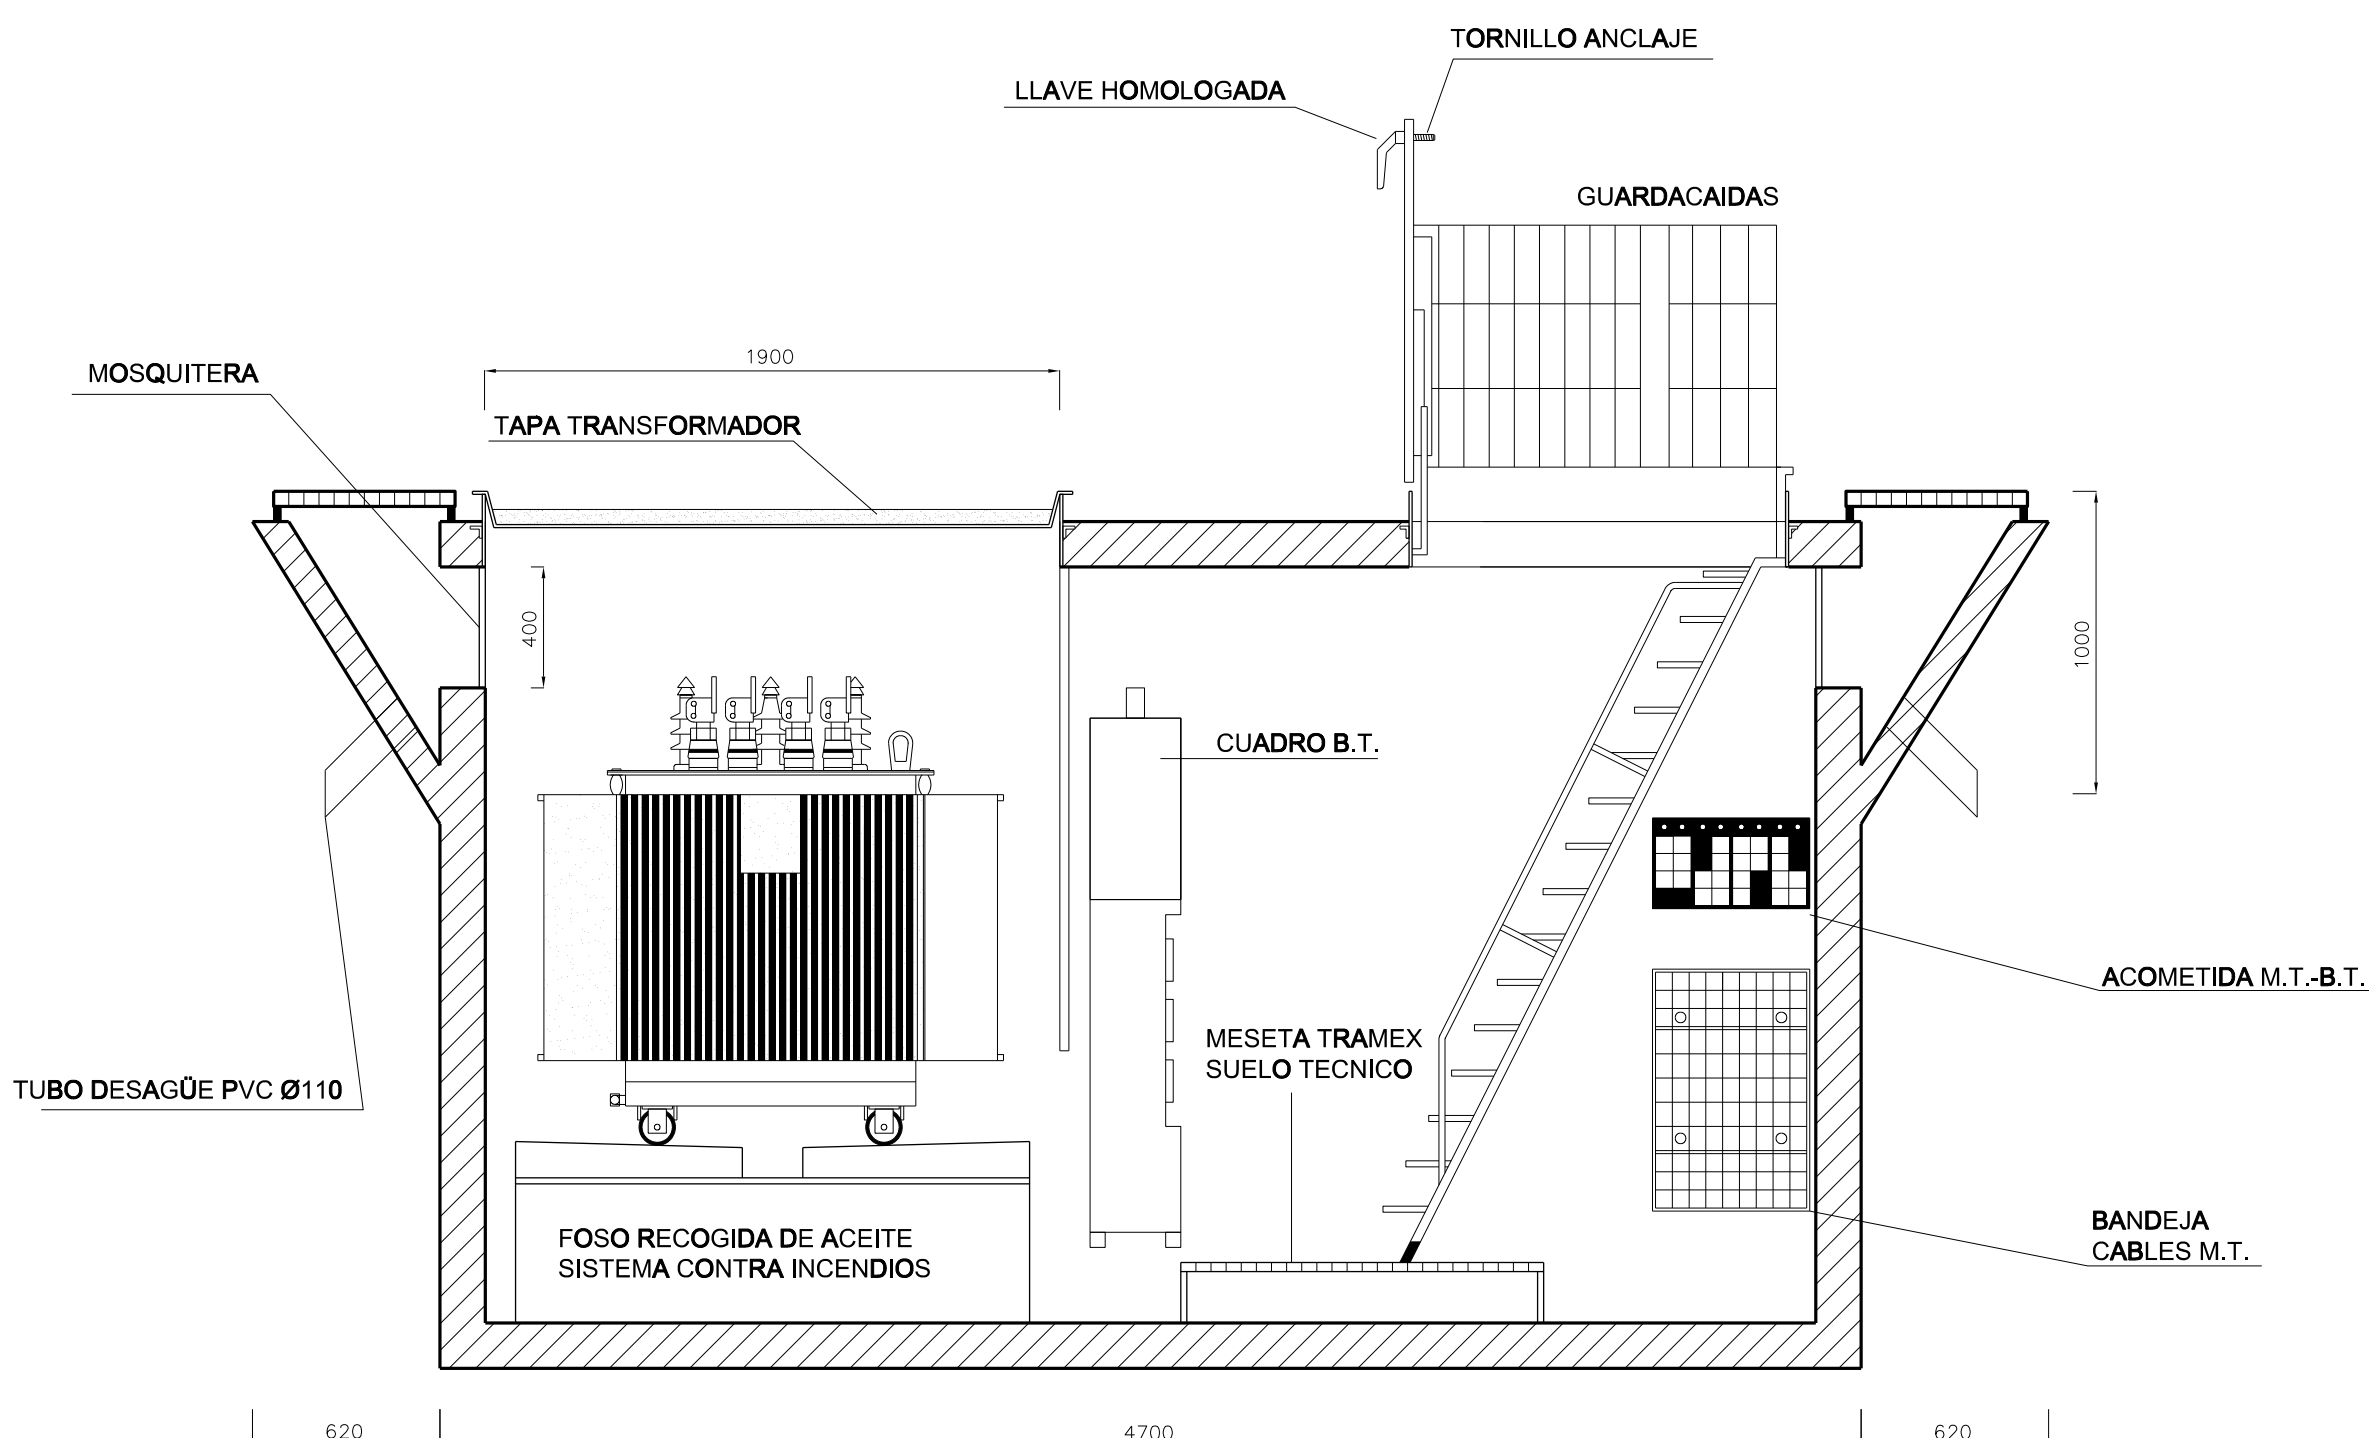 TORNILLO ANCLAJE
LLAVE HOMOLOGADA
GUARDACAIDAS
1900
MOSQUITERA
TAPA TRANSFORMADOR
400
1000
CUADRO B.T.
ACOMETIDA M.T.-B.T.
MESETA TRAMEX
SUELO TECNICO
TUBO DESAGÜE PVC Ø110
FOSO RECOGIDA DE ACEITE
SISTEMA CONTRA INCENDIOS
BANDEJA
CABLES M.T.
620
4700
620